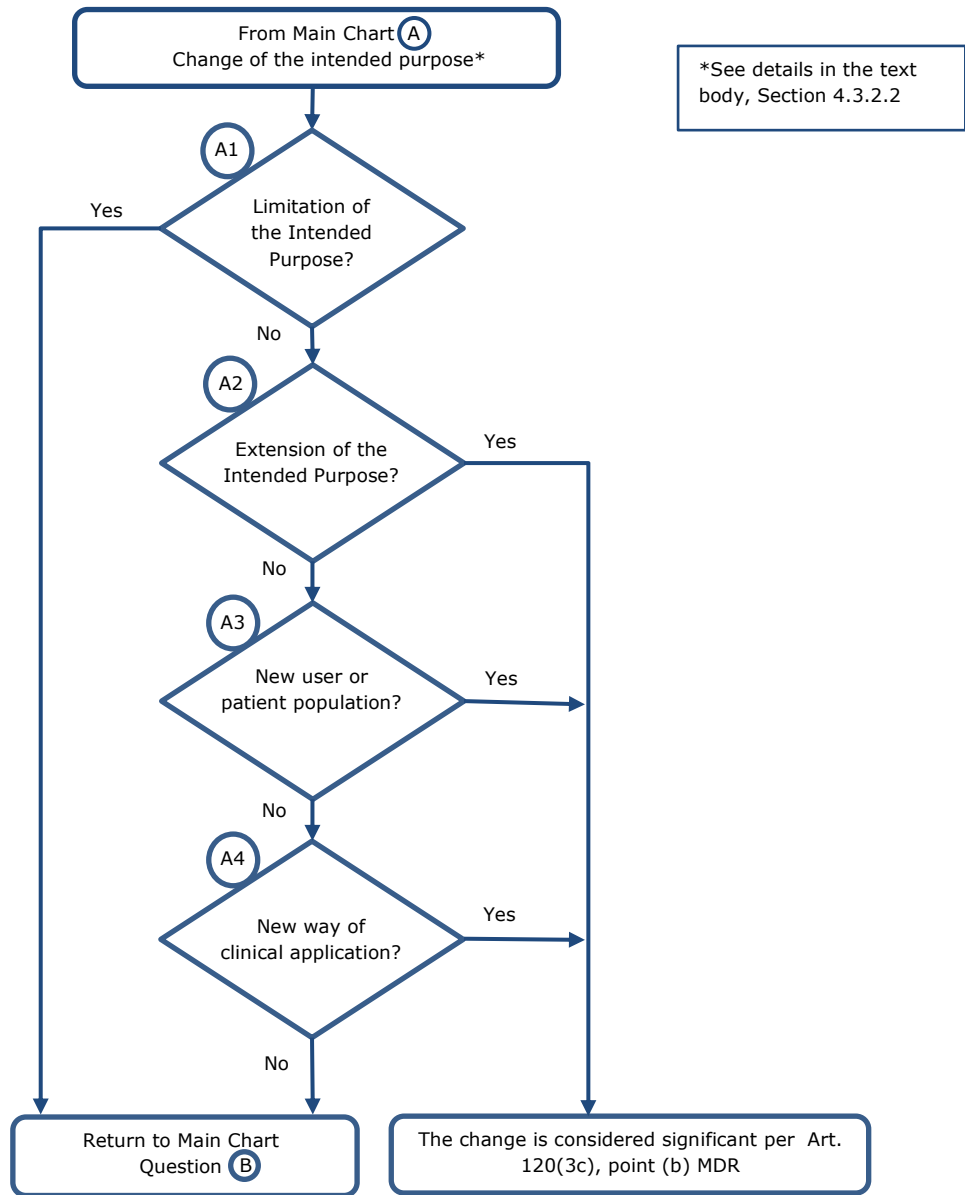 From Main Chart A
Change of the intended purpose*
*See details in the text
body, Section 4.3.2.2
A1
Yes
Limitation of
the Intended
Purpose?
No
A2
Yes
Extension of the
Intended Purpose?
No
A3
New user or
patient population?
Yes
No
A4
New way of
clinical application?
Yes
No
Return to Main Chart
Question B
The change is considered significant per Art.
120(3c), point (b) MDR